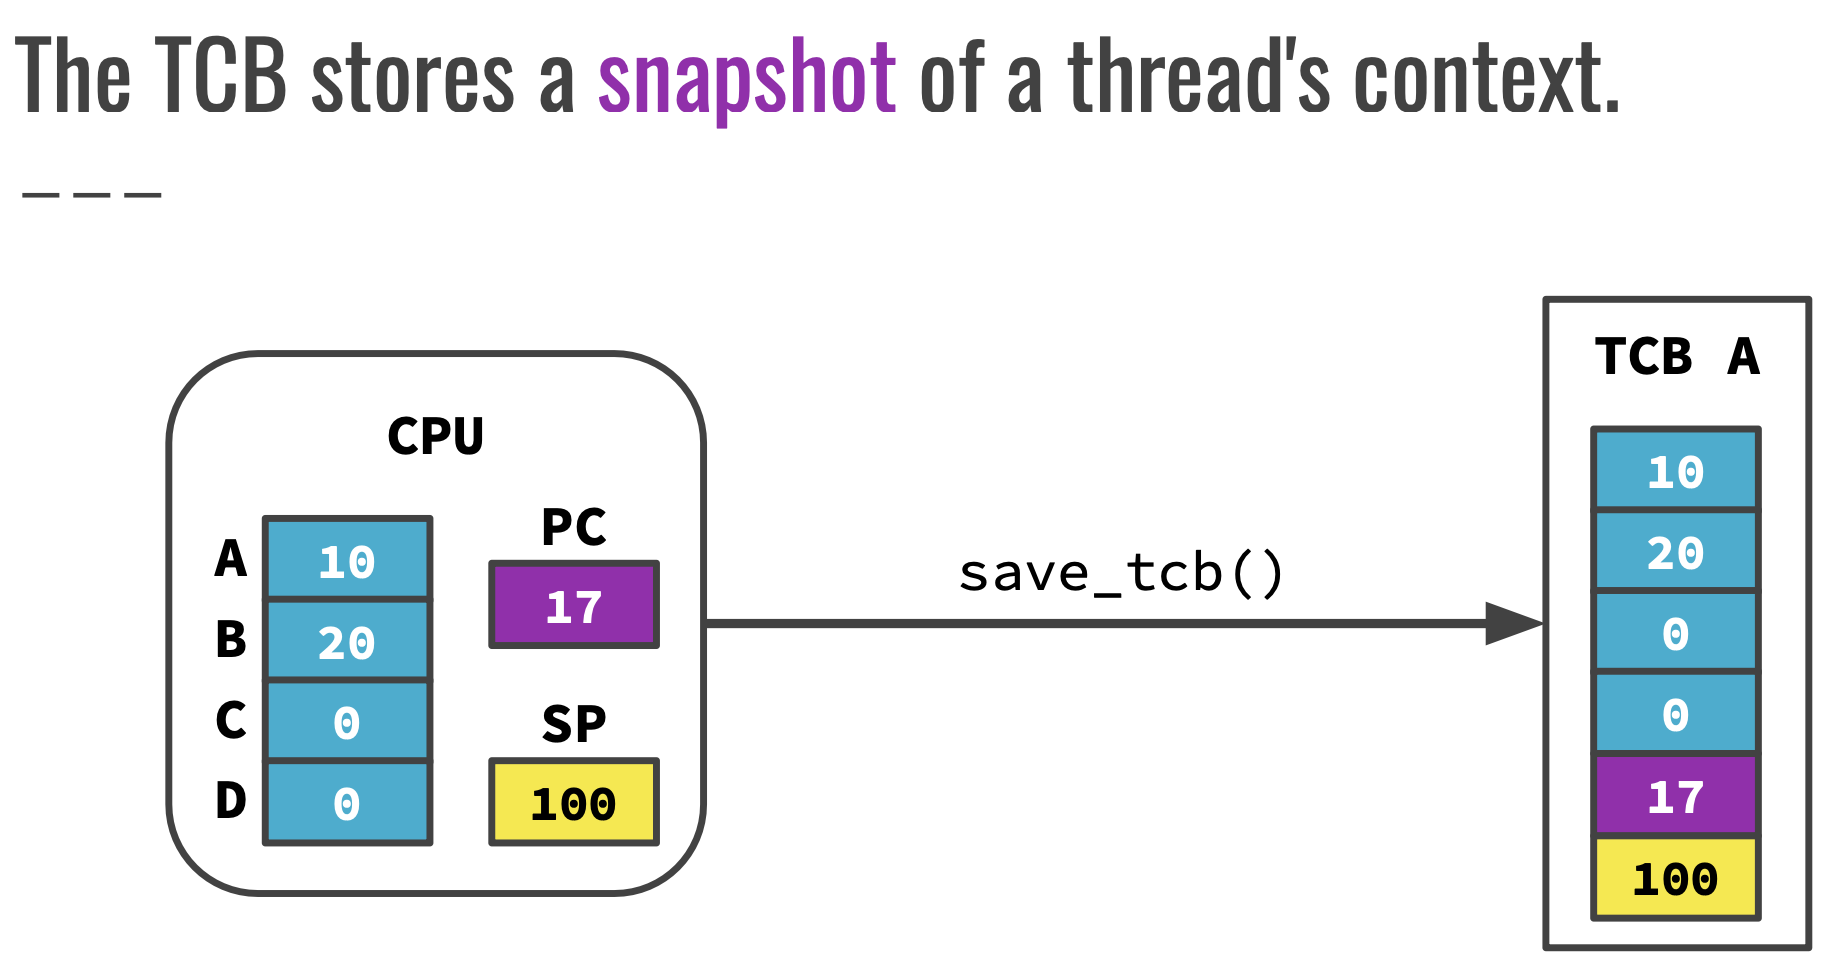 The TCB stores a snapshot of a thread's context.
CPU
A 10
B 20
C 0
D 0
PC
17
SP
100
save_tcb()
TCB A
10
20
0
0
17
100